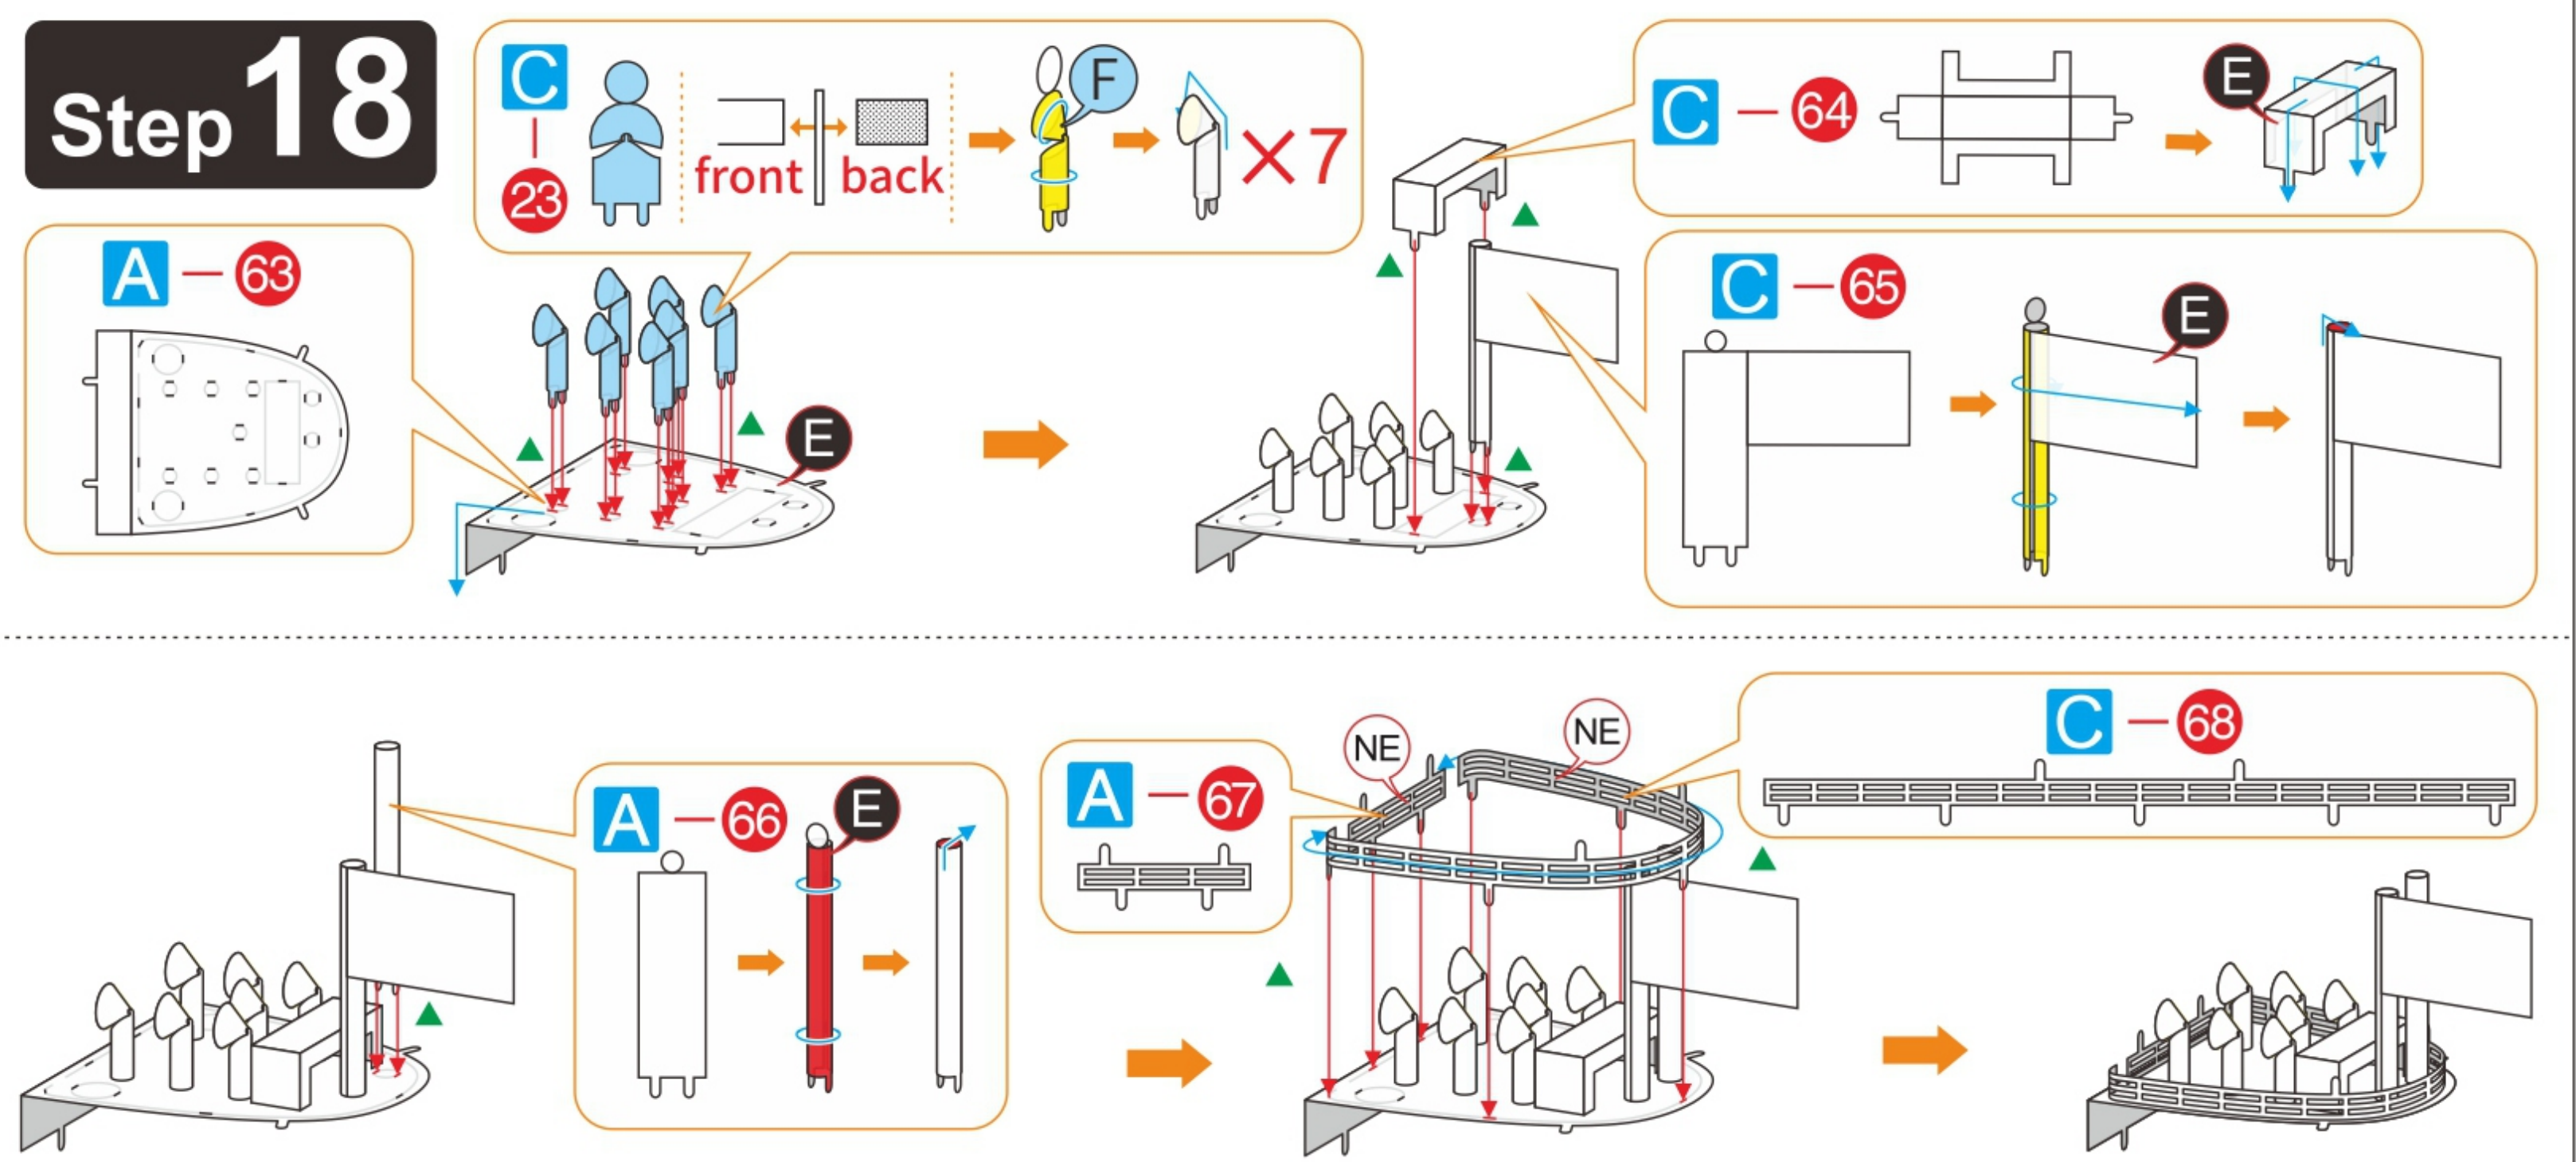 Step 18
C — 23
front back
F
×7
A — 63
E
C — 64
E
C — 65
E
A — 66
E
A — 67
NE
NE
C — 68